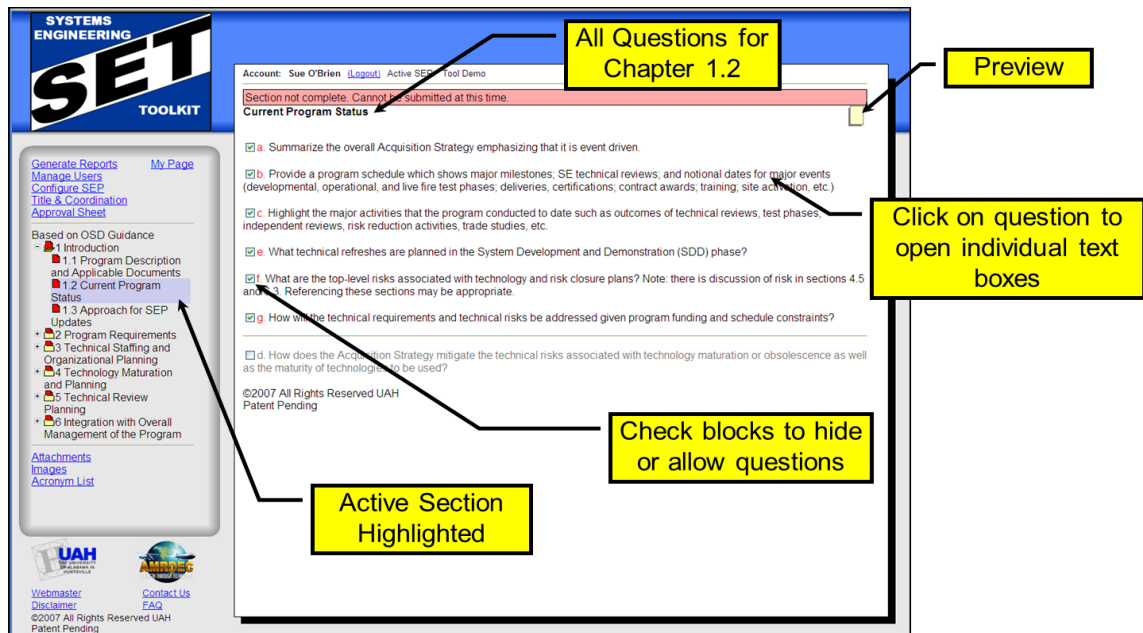 SYSTEMS
ENGINEERING
SET
TOOLKIT
All Questions for
Chapter 1.2
Preview
Account: Sue O'Brien (Logout) Active SEP: Tool Demo
Section not complete. Cannot be submitted at this time.
Current Program Status
a. Summarize the overall Acquisition Strategy emphasizing that it is event driven.
b. Provide a program schedule which shows major milestones; SE technical reviews; and notional dates for major events
(developmental, operational, and live fire test phases; deliveries, certifications; contract awards; training; site activation, etc.)
c. Highlight the major activities that the program conducted to date such as outcomes of technical reviews, test phases,
independent reviews, risk reduction activities, trade studies, etc.
e. What technical refreshes are planned in the System Development and Demonstration (SDD) phase?
f. What are the top-level risks associated with technology and risk closure plans? Note: there is discussion of risk in sections 4.5
and .3. Referencing these sections may be appropriate.
g. How will the technical requirements and technical risks be addressed given program funding and schedule constraints?
d. How does the Acquisition Strategy mitigate the technical risks associated with technology maturation or obsolescence as well
as the maturity of technologies to be used?
©2007 All Rights Reserved UAH
Patent Pending
Click on question to
open individual text
boxes
Check blocks to hide
or allow questions
Active Section
Highlighted
Generate Reports My Page
Manage Users
Configure SEP
Title & Coordination
Approval Sheet
Based on OSD Guidance
1 Introduction
1.1 Program Description
and Applicable Documents
1.2 Current Program
Status
1.3 Approach for SEP
Updates
2 Program Requirements
3 Technical Staffing and
Organizational Planning
4 Technology Maturation
and Planning
5 Technical Review
Planning
6 Integration with Overall
Management of the Program
Attachments
Images
Acronym List
UAH
THE UNIVERSITY
OF ALABAMA IN
HUNTSVILLE
AMRDEC
Webmaster Contact Us
Disclaimer FAQ
©2007 All Rights Reserved UAH
Patent Pending